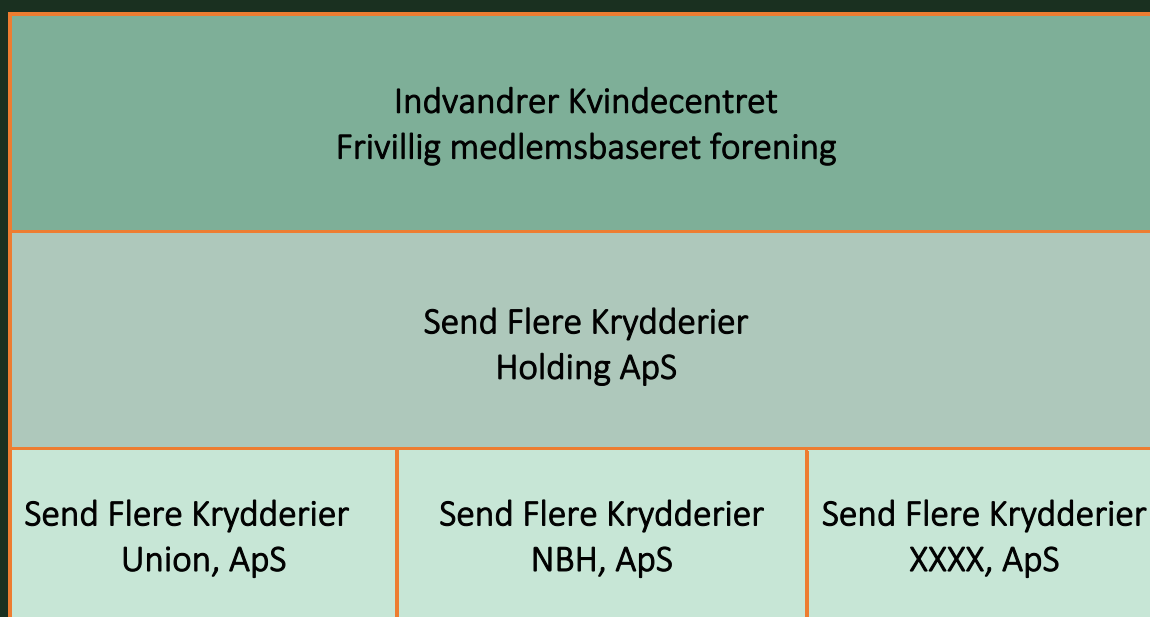 Indvandrer Kvindecentret
Frivillig medlemsbaseret forening
Send Flere Krydderier
Holding ApS
Send Flere Krydderier
Union, ApS
Send Flere Krydderier
NBH, ApS
Send Flere Krydderier
XXXX, ApS